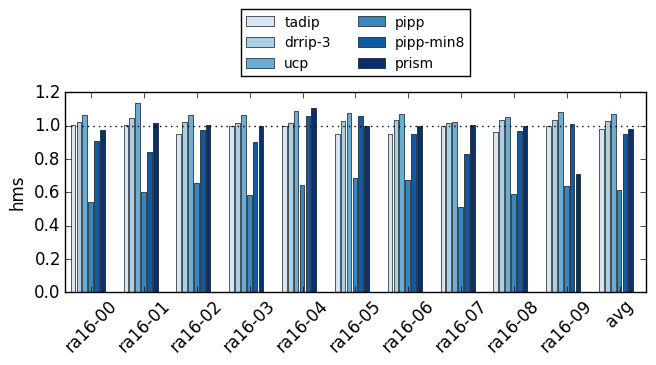 tadip pipp
drrip-3 pipp-min8
ucp prism
hms
1.2
1.0
0.8
0.6
0.4
0.2
0.0
ra16-00 ra16-01 ra16-02 ra16-03 ra16-04 ra16-05 ra16-06 ra16-07 ra16-08 ra16-09 avg